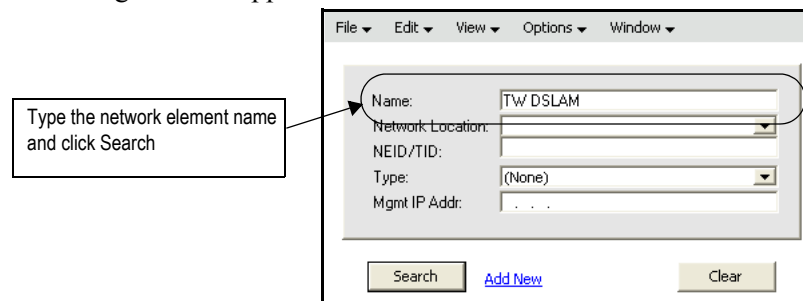 File Edit View Options Window
Type the network element name
and click Search
Name: TW DSLAM
Network Location:
NEID/TID:
Type: (None)
Mgmt IP Addr: . . .
Search Add New Clear